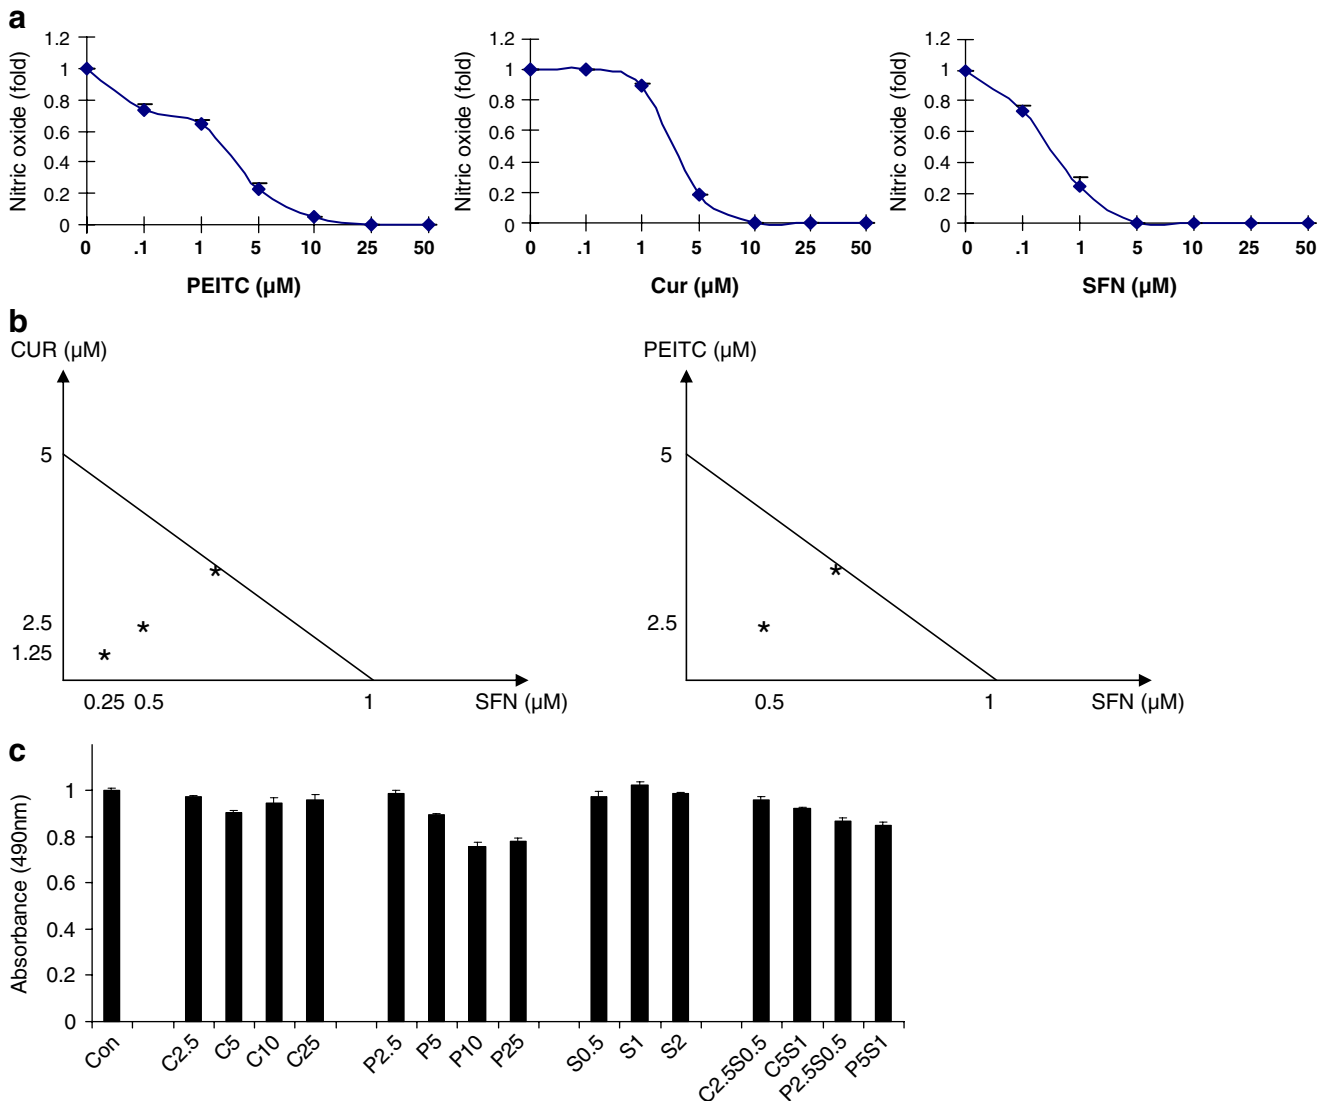 a
Nitric oxide (fold)
1.2
1
0.8
0.6
0.4
0.2
0
0 .1 1 5 10 25 50
PEITC (µM)
Nitric oxide (fold)
1.2
1
0.8
0.6
0.4
0.2
0
0 .1 1 5 10 25 50
Cur (µM)
Nitric oxide (fold)
1.2
1
0.8
0.6
0.4
0.2
0
0 .1 1 5 10 25 50
SFN (µM)
b
CUR (µM)
5
2.5
1.25
*
*
*
0.25 0.5 1 SFN (µM)
PEITC (µM)
5
2.5
*
*
0.5 1 SFN (µM)
c
Absorbance (490nm)
1
0.8
0.6
0.4
0.2
0
Con C2.5 C5 C10 C25 P2.5 P5 P10 P25 S0.5 S1 S2 C2.5S0.5 C5S1 P2.5S0.5 P5S1